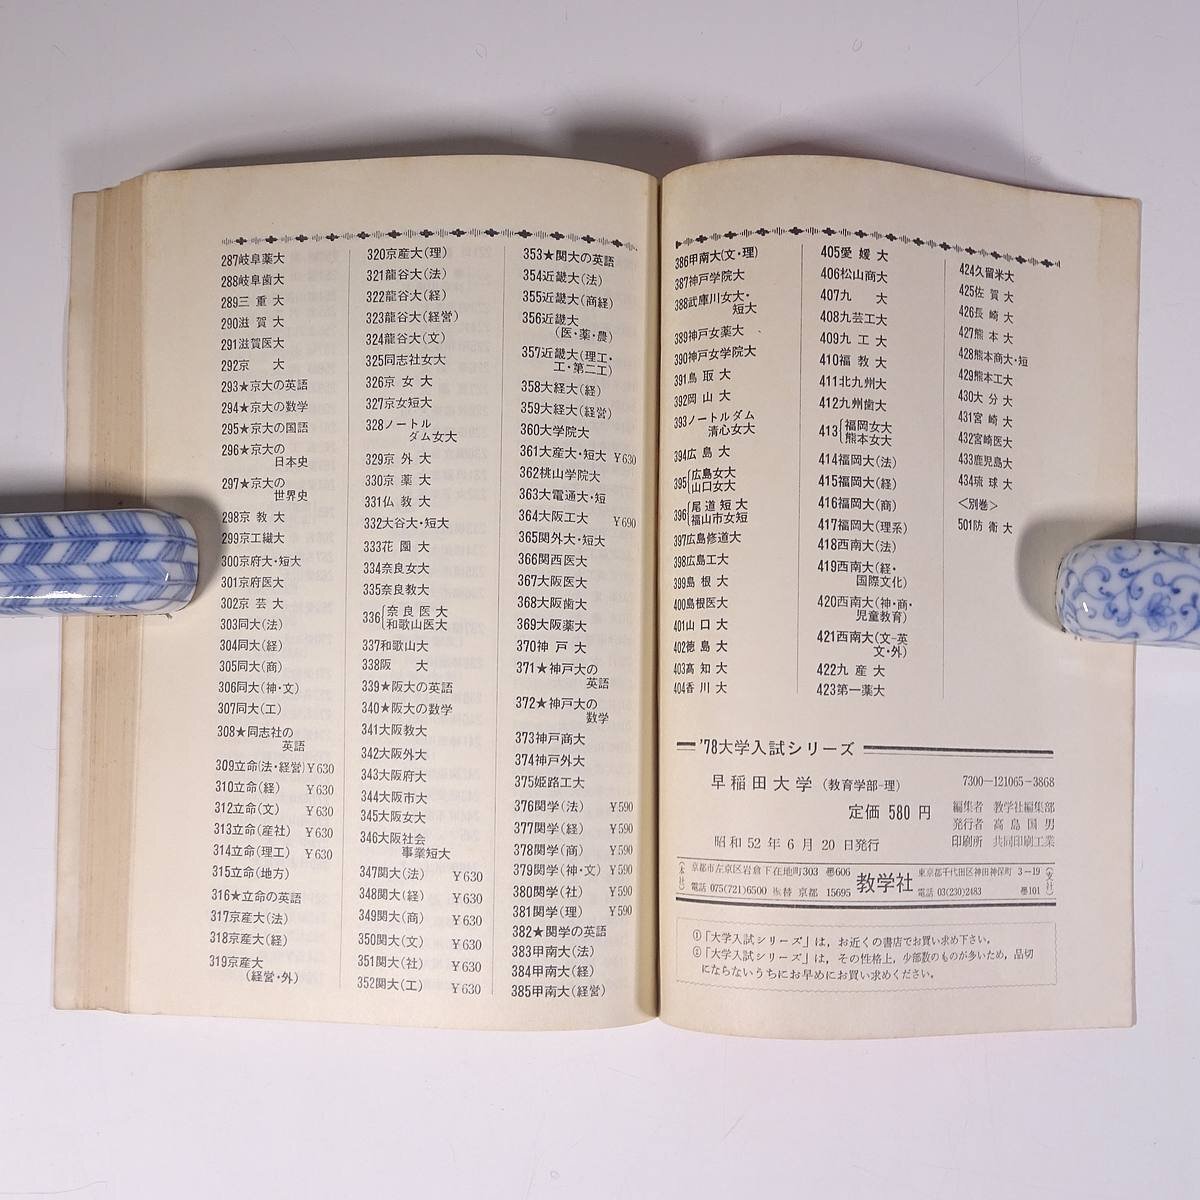 287岐阜薬大
288岐阜歯大
289三重大
290滋賀大
291滋賀医大
292京大
293★京大の英語
294★京大の数学
295★京大の国語
296★京大の
日本史
297★京大の
世界史
298京教大
299京工繊大
300京府大・短大
301京府医大
302京芸大
303同大(法)
304同大(経)
305同大(商)
306同大(神・文)
307同大(工)
308★同志社の
英語
309立命(法・経営)￥630
310立命(経) ￥630
312立命(文) ￥630
313立命(産社) ￥630
314立命(理工) ￥630
315立命(地方)
316★立命の英語
317京産大(法)
318京産大(経)
319京産大
(経営・外)
320京産大(理)
321龍谷大(法)
322龍谷大(経)
323龍谷大(経営)
324龍谷大(文)
325同志社女大
326京女大
327京女短大
328ノートル
ダム女大
329京外大
330京薬大
331仏教大
332大谷大・短大
333花園大
334奈良女大
335奈良教大
336{奈良医大
和歌山医大
337和歌山大
338阪大
339★阪大の英語
340★阪大の数学
341大阪教大
342大阪外大
343大阪府大
344大阪市大
345大阪女大
346大阪社会
事業短大
347関大(法) ￥630
348関大(経) ￥630
349関大(商) ￥630
350関大(文) ￥630
351関大(社) ￥630
352関大(工) ￥630
353★関大の英語
354近畿大(法)
355近畿大(商経)
356近畿大
(医・薬・農)
357近畿大(理工・
工・第二工)
358大経大(経)
359大経大(経営)
360大学院大
361大産大・短大 ￥630
362桃山学院大
363大電通大・短
364大阪工大 ￥690
365関外大・短大
366関西医大
367大阪医大
368大阪歯大
369大阪薬大
370神戸大
371★神戸大の
英語
372★神戸大の
数学
373神戸商大
374神戸外大
375姫路工大
376関学(法) ￥590
377関学(経) ￥590
378関学(商) ￥590
379関学(神・文) ￥590
380関学(社) ￥590
381関学(理) ￥590
382★関学の英語
383甲南大(法)
384甲南大(経)
385甲南大(経営)
386甲南大(文・理)
387神戸学院大
388武庫川女大・
短大
389神戸女薬大
390神戸女学院大
391鳥取大
392岡山大
393ノートルダム
清心女大
394広島大
395{広島女大
山口女大
396{尾道短大
福山市女短
397広島修道大
398広島工大
399島根大
400島根医大
401山口大
402徳島大
403高知大
404香川大
405愛媛大
406松山商大
407九大
408九芸工大
409九工大
410福教大
411北九州大
412九州歯大
413{福岡女大
熊本女大
414福岡大(法)
415福岡大(経)
416福岡大(商)
417福岡大(理系)
418西南大(法)
419西南大(経・
国際文化)
420西南大(神・商・
児童教育)
421西南大(文-英
文・外)
422九産大
423第一薬大
424久留米大
425佐賀大
426長崎大
427熊本大
428熊本商大・短
429熊本工大
430大分大
431宮崎大
432宮崎医大
433鹿児島大
434琉球大
<別巻>
501防衛大
'78大学入試シリーズ
早稲田大学(教育学部-理) 7300―121065―3868
定価 580 円
昭和 52 年 6 月 20 日発行
編集者 教学社編集部
発行者 高島国男
印刷所 共同印刷工業
(本社) 京都市左京区岩倉下在地町303 〠606
電話 075(721)6500 振替 京都 15695
教学社
東京都千代田区神田神保町 3―19 (支社)
電話 03(230)2483 〠101
①「大学入試シリーズ」は，お近くの書店でお買い求め下さい。
②「大学入試シリーズ」は，その性格上，少部数のものが多いため，品切
にならないうちにお早めにお買い求めください。